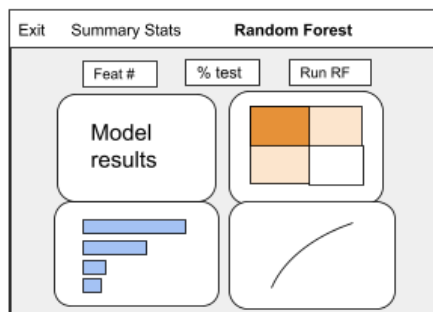 Exit Summary Stats Random Forest
Feat # % test Run RF
Model
results